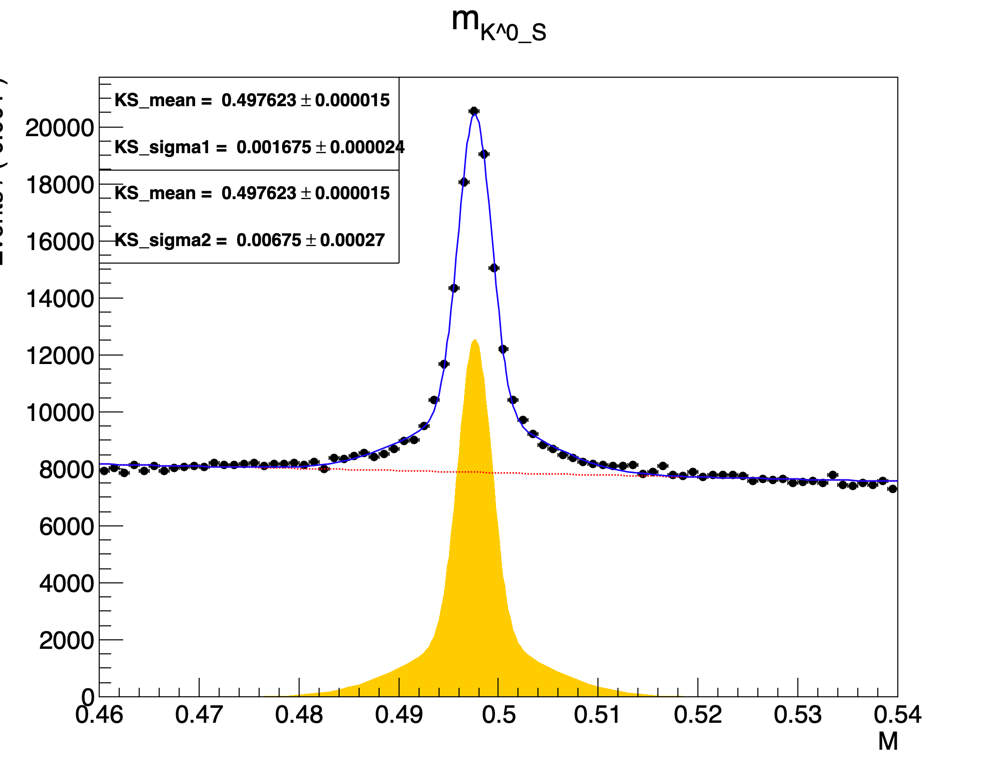 m_{K^0_S}
KS_mean = 0.497623 ± 0.000015
KS_sigma1 = 0.001675 ± 0.000024
KS_mean = 0.497623 ± 0.000015
KS_sigma2 = 0.00675 ± 0.00027
20000
18000
16000
14000
12000
10000
8000
6000
4000
2000
0
0.46 0.47 0.48 0.49 0.5 0.51 0.52 0.53 0.54
M